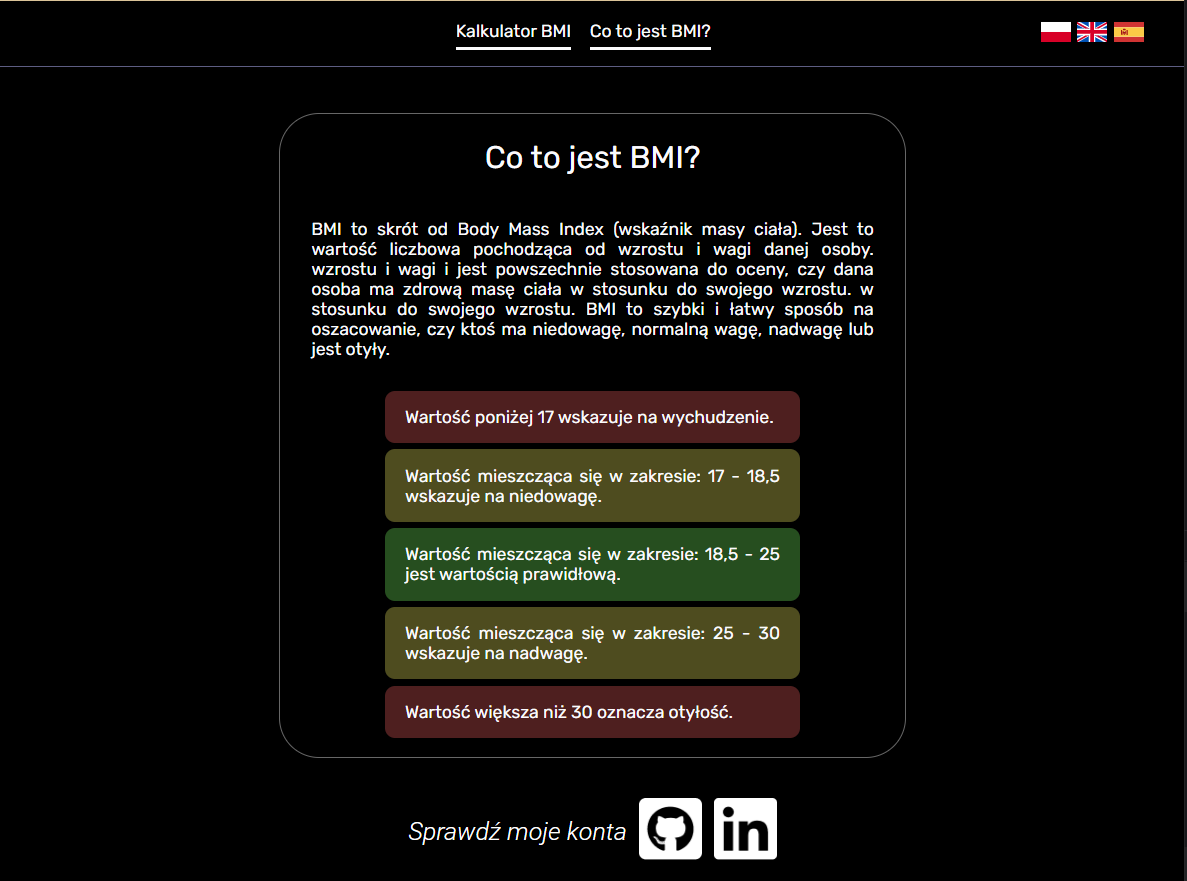 Kalkulator BMI Co to jest BMI?
Co to jest BMI?
BMI to skrót od Body Mass Index (wskaźnik masy ciała). Jest to
wartość liczbowa pochodząca od wzrostu i wagi danej osoby.
wzrostu i wagi i jest powszechnie stosowana do oceny, czy dana
osoba ma zdrową masę ciała w stosunku do swojego wzrostu. w
stosunku do swojego wzrostu. BMI to szybki i łatwy sposób na
oszacowanie, czy ktoś ma niedowagę, normalną wagę, nadwagę lub
jest otyły.
Wartość poniżej 17 wskazuje na wychudzenie.
Wartość mieszcząca się w zakresie: 17 - 18,5
wskazuje na niedowagę.
Wartość mieszcząca się w zakresie: 18,5 - 25
jest wartością prawidłową.
Wartość mieszcząca się w zakresie: 25 - 30
wskazuje na nadwagę.
Wartość większa niż 30 oznacza otyłość.
Sprawdź moje konta in